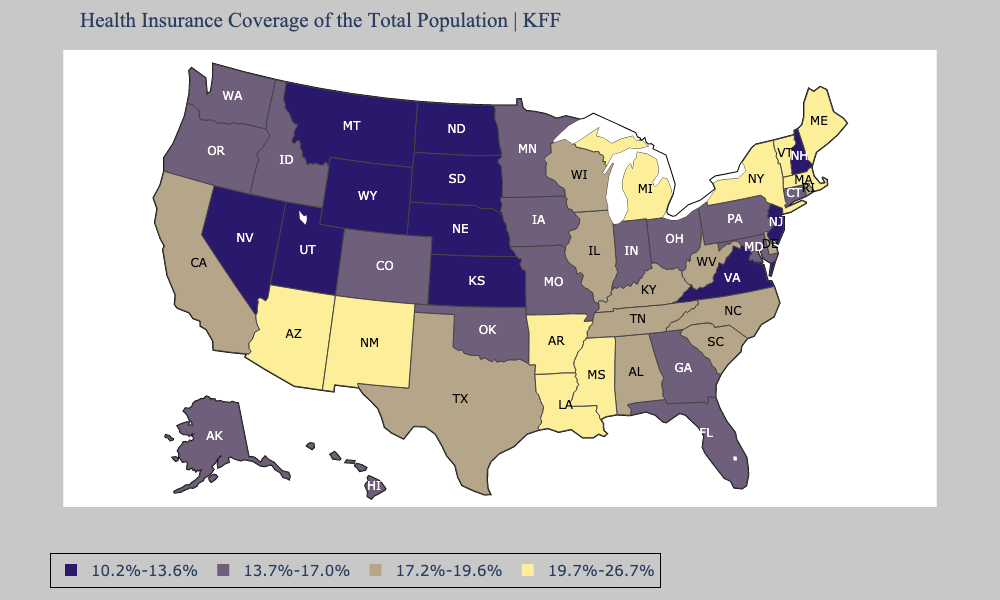 Health Insurance Coverage of the Total Population | KFF
WA
MT
ND
MN
ME
OR
ID
WY
SD
WI
MI
NY
VT
NH
MA
CT
RI
NV
UT
NE
IA
IL
IN
OH
PA
NJ
CA
CO
KS
MO
KY
WV
MD
DE
VA
AZ
NM
OK
AR
TN
NC
SC
TX
LA
MS
AL
GA
FL
AK
HI
10.2%-13.6% 13.7%-17.0% 17.2%-19.6% 19.7%-26.7%